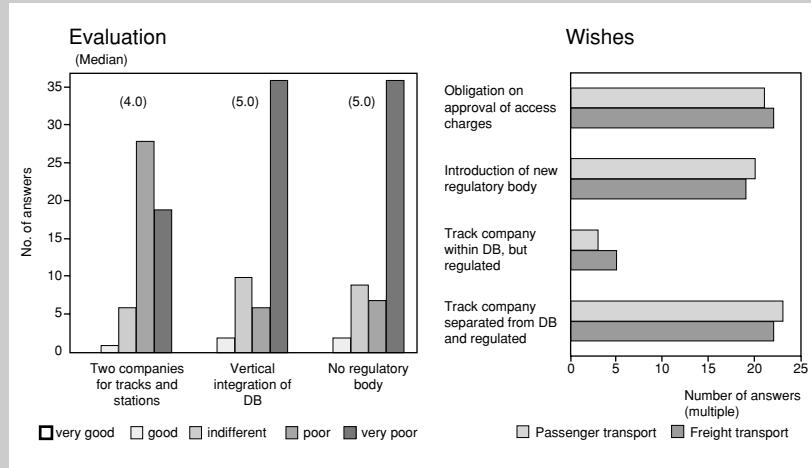 Evaluation
(Median)
No. of answers
35
30
25
20
15
10
5
0
(4.0)
(5.0)
(5.0)
Two companies
for tracks and
stations
Vertical
integration of
DB
No regulatory
body
very good
good
indifferent
poor
very poor
Wishes
Obligation on
approval of access
charges
Introduction of new
regulatory body
Track company
within DB, but
regulated
Track company
separated from DB
and regulated
0
5
10
15
20
25
Number of answers
(multiple)
Passenger transport
Freight transport